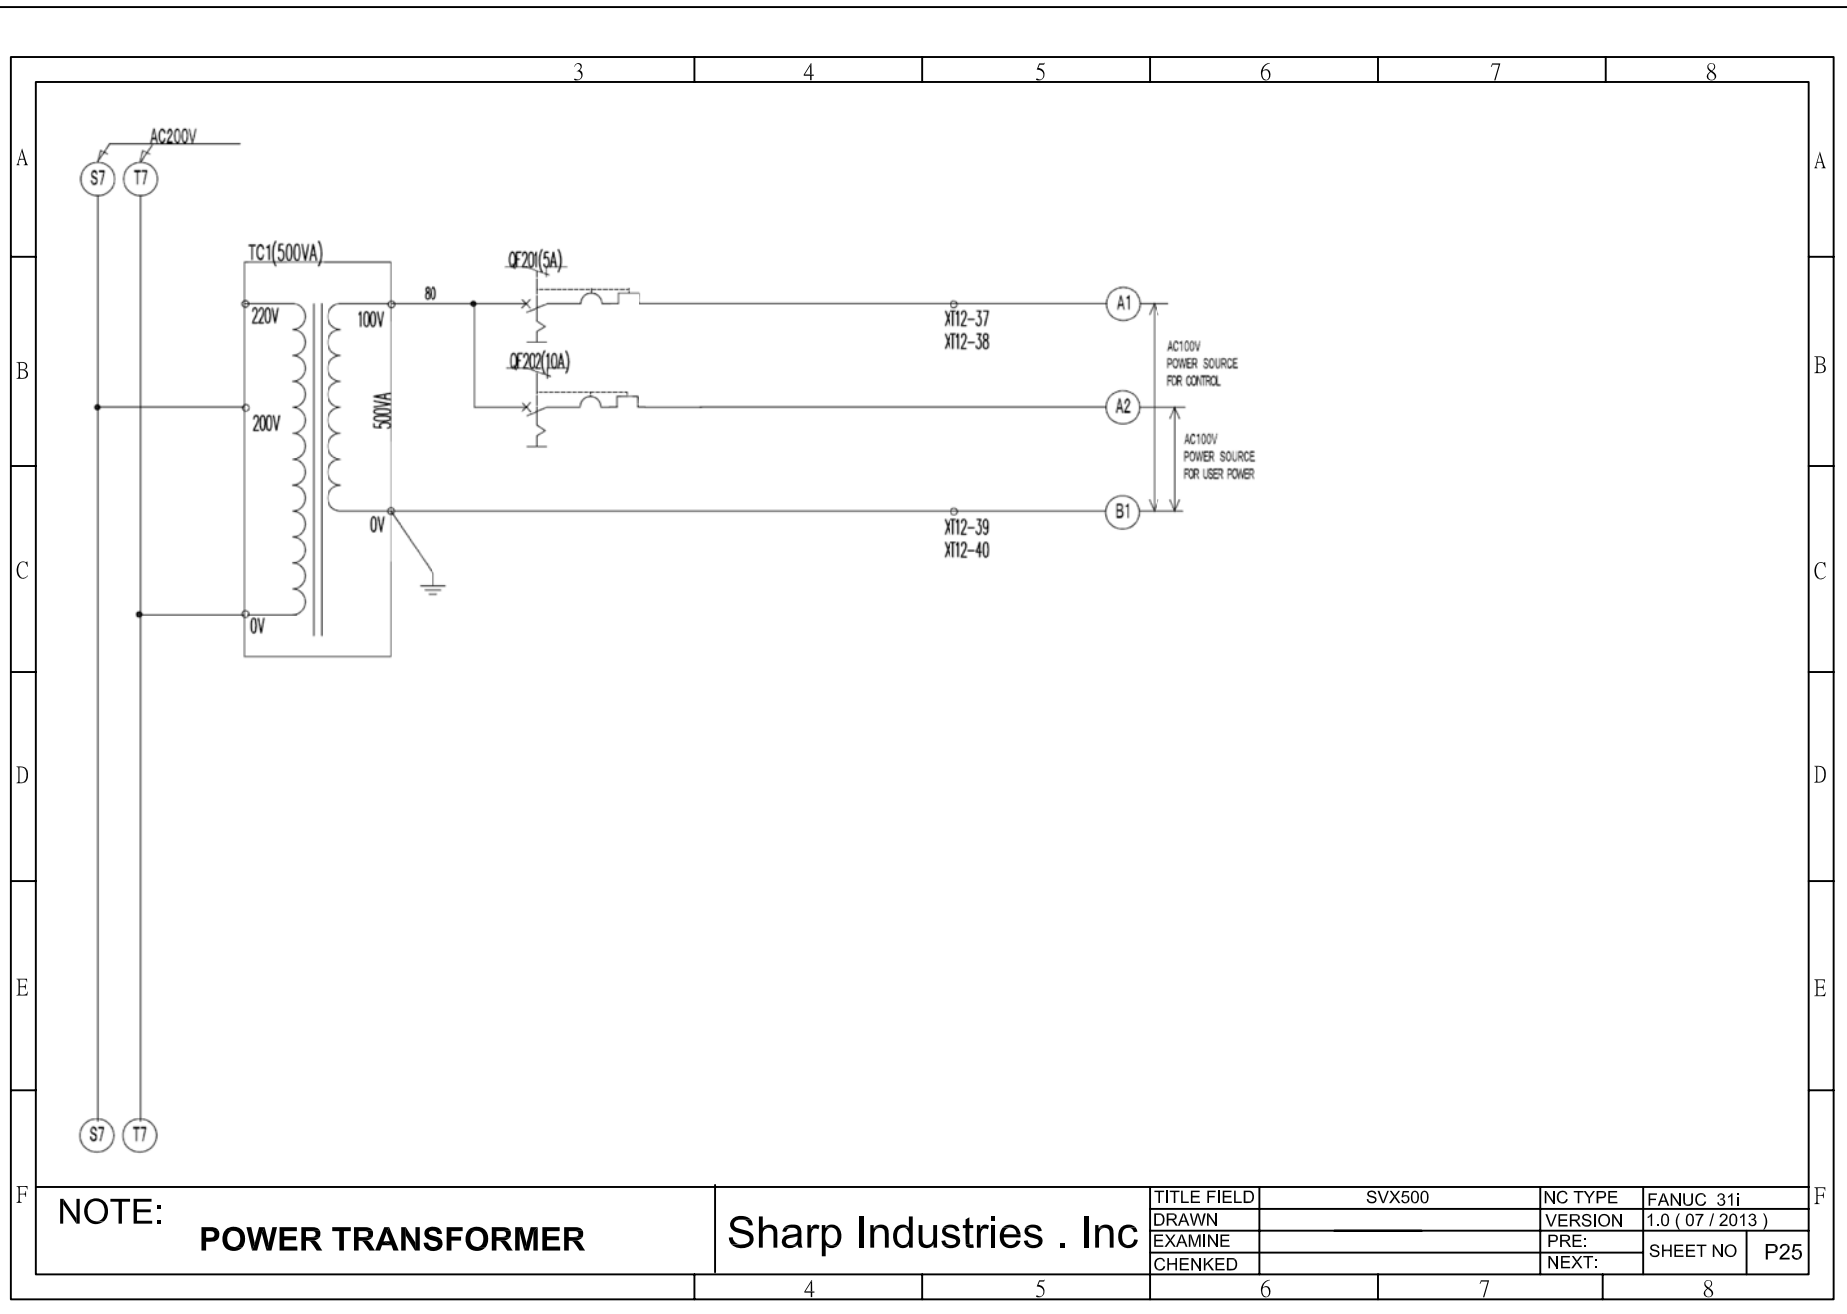 3 4 5 6 7 8
AC200V
A A
S7 T7
TC1(500VA)
QF201(5A)
80
A1
220V 100V
XT12-37
XT12-38
AC100V
POWER SOURCE
FOR CONTROL
QF202(10A)
B B
A2
200V
500VA
AC100V
POWER SOURCE
FOR USER POWER
B1
0V
XT12-39
XT12-40
C C
0V
D D
E E
S7 T7
F F
NOTE:
POWER TRANSFORMER
Sharp Industries . Inc
TITLE FIELD SVX500 NC TYPE FANUC 31i
DRAWN VERSION 1.0 ( 07 / 2013 )
EXAMINE PRE:
SHEET NO P25
CHENKED NEXT:
4 5 6 7 8